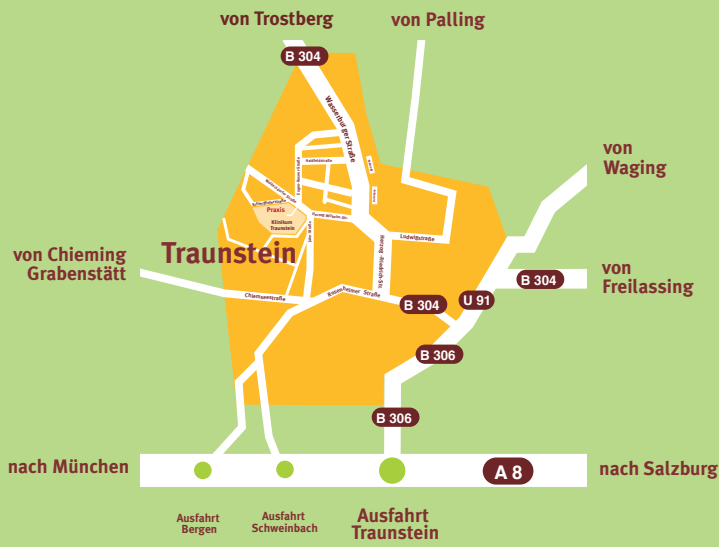 von Trostberg
von Palling
B 304
Wasserburger Straße
von
Waging
Praxis
Klinikum
Traunstein
Ludwigstraße
Traunstein
von Chieming
Grabenstätt
von
Freilassing
B 304
U 91
Chiemseestraße
Rosenheimer Straße
B 304
B 306
B 306
nach München
A 8
nach Salzburg
Ausfahrt
Bergen
Ausfahrt
Schweinbach
Ausfahrt
Traunstein